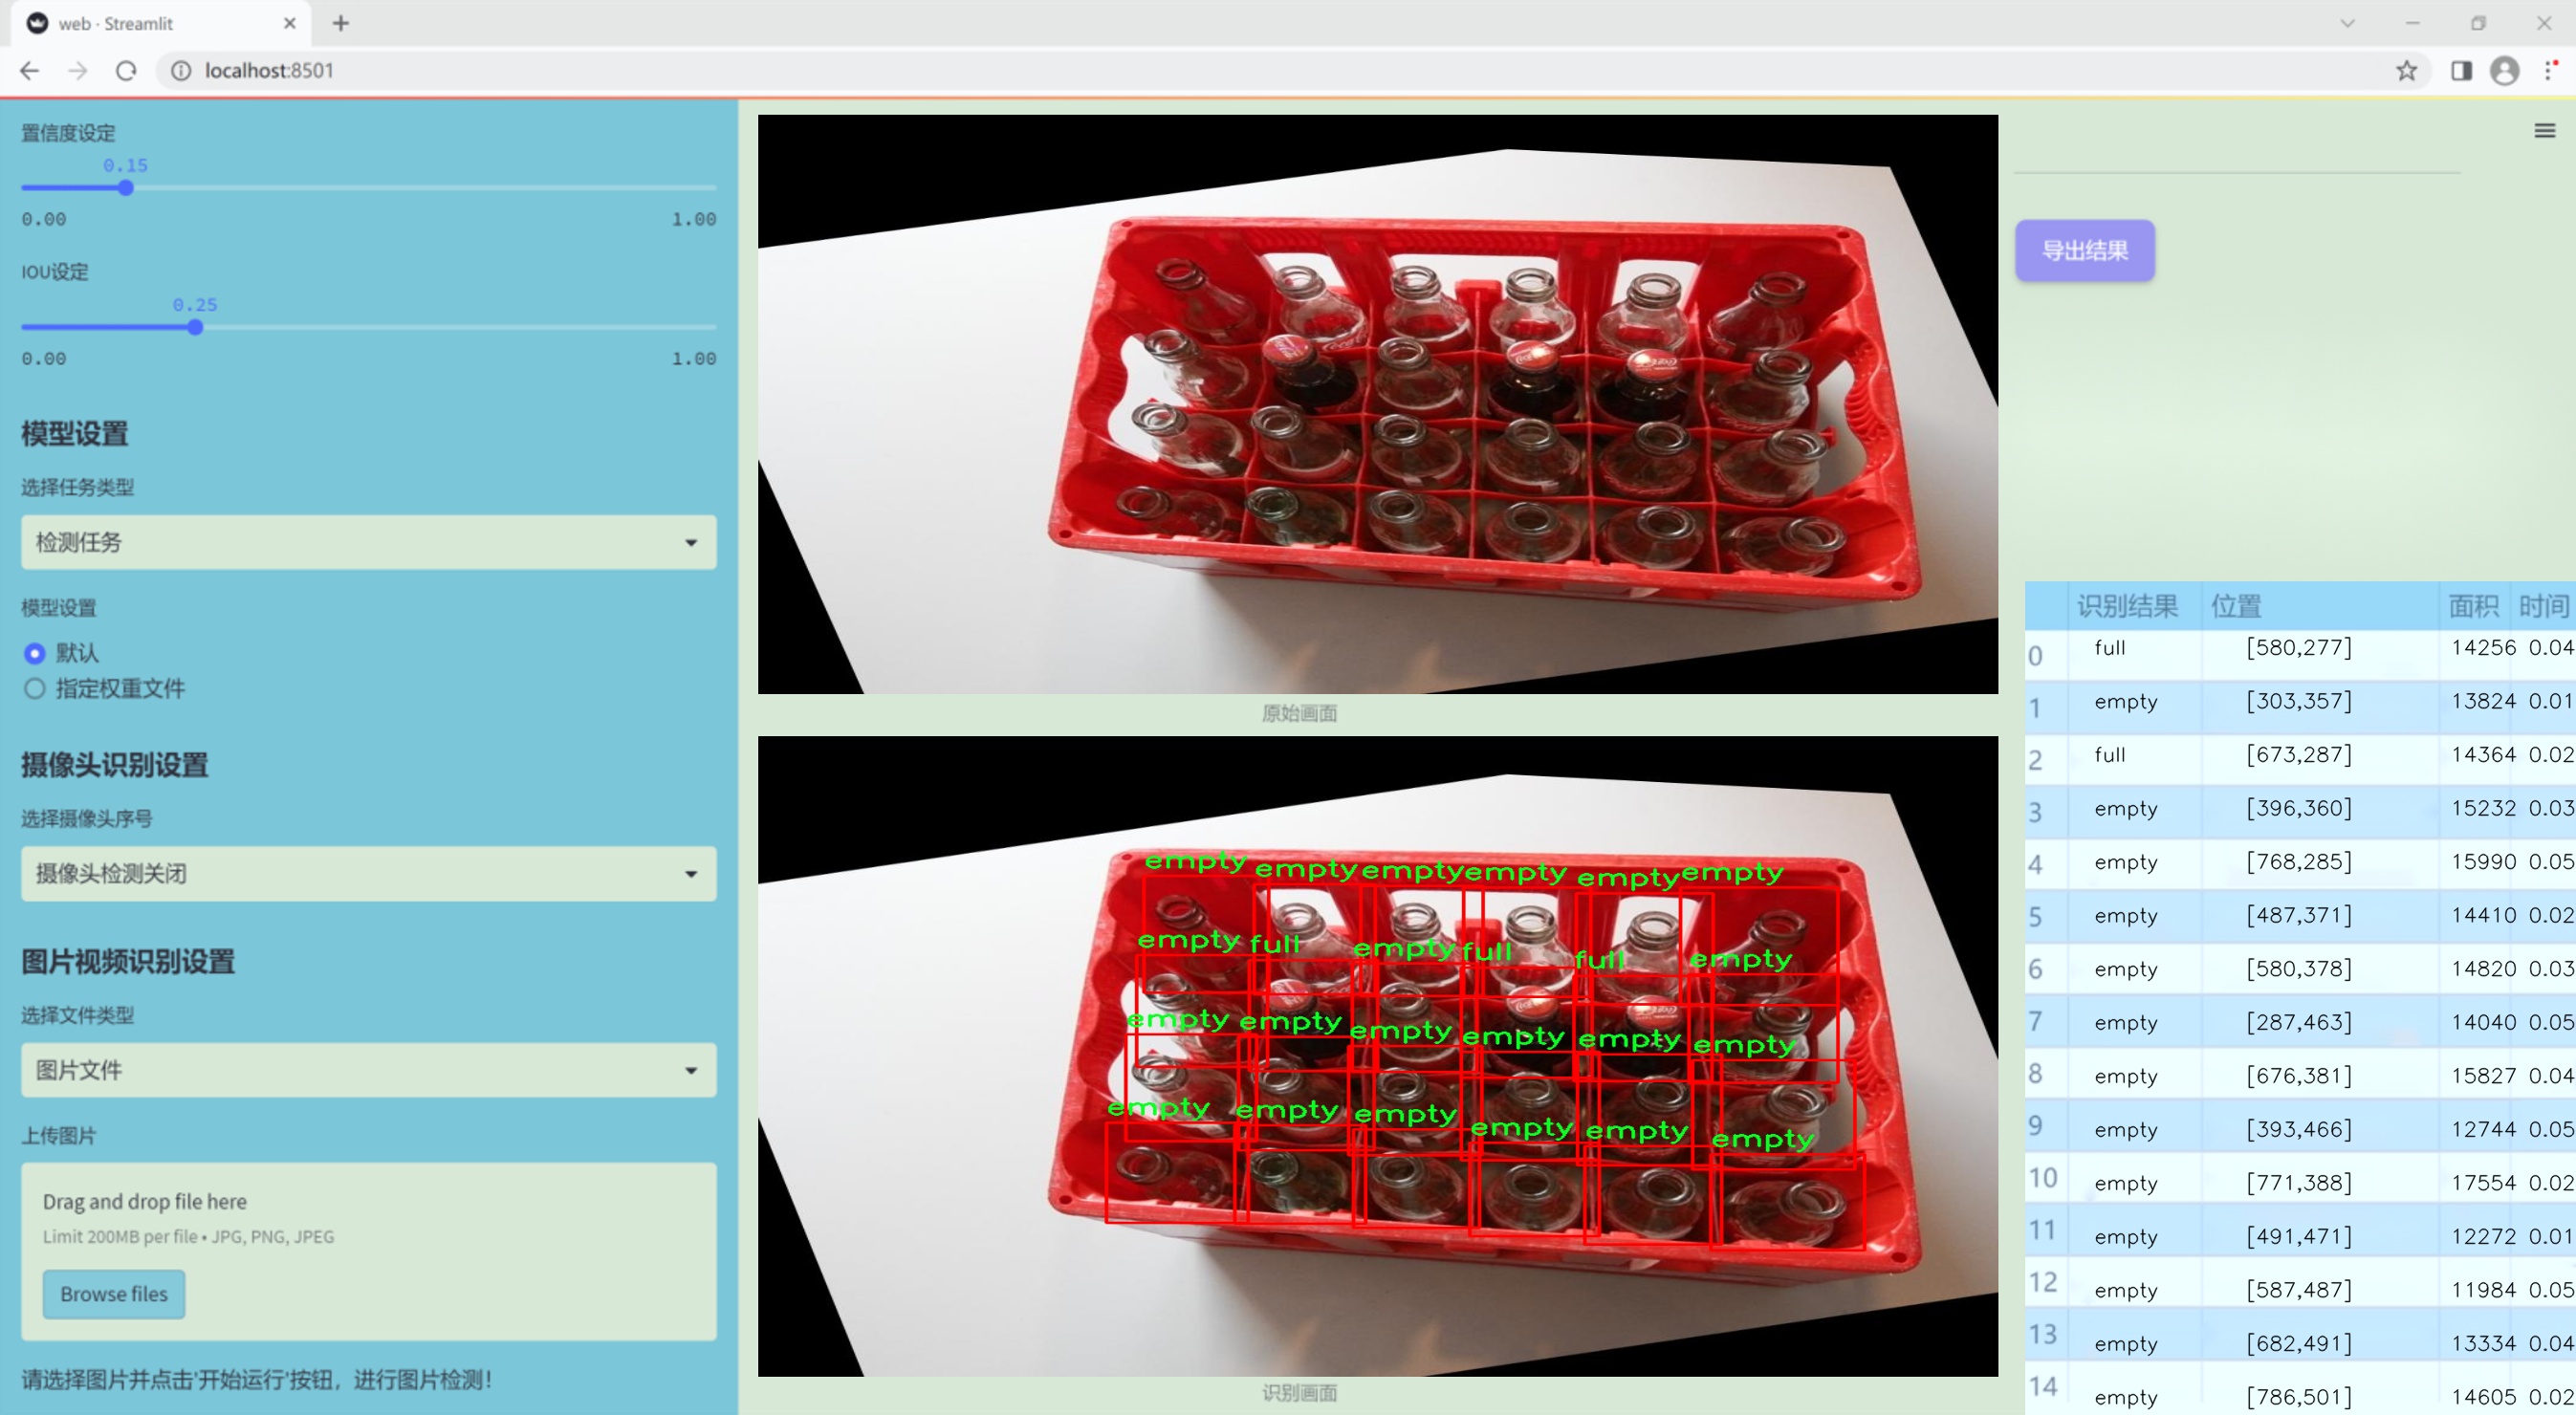 web · Streamlit
localhost:8501
置信度设定
0.15
0.00 1.00
IOU设定
0.25
0.00 1.00
模型设置
选择任务类型
检测任务
模型设置
默认
指定权重文件
摄像头识别设置
选择摄像头序号
摄像头检测关闭
图片视频识别设置
选择文件类型
图片文件
上传图片
Drag and drop file here
Limit 200MB per file • JPG, PNG, JPEG
Browse files
请选择图片并点击'开始运行'按钮，进行图片检测！
原始画面
empty empty empty empty empty empty
empty full empty full full empty
empty empty empty empty empty empty
empty empty empty empty empty empty
识别画面
导出结果
识别结果 位置 面积 时间
0 full [580,277] 14256 0.04
1 empty [303,357] 13824 0.01
2 full [673,287] 14364 0.02
3 empty [396,360] 15232 0.03
4 empty [768,285] 15990 0.05
5 empty [487,371] 14410 0.02
6 empty [580,378] 14820 0.03
7 empty [287,463] 14040 0.05
8 empty [676,381] 15827 0.04
9 empty [393,466] 12744 0.05
10 empty [771,388] 17554 0.02
11 empty [491,471] 12272 0.01
12 empty [587,487] 11984 0.05
13 empty [682,491] 13334 0.04
14 empty [786,501] 14605 0.02